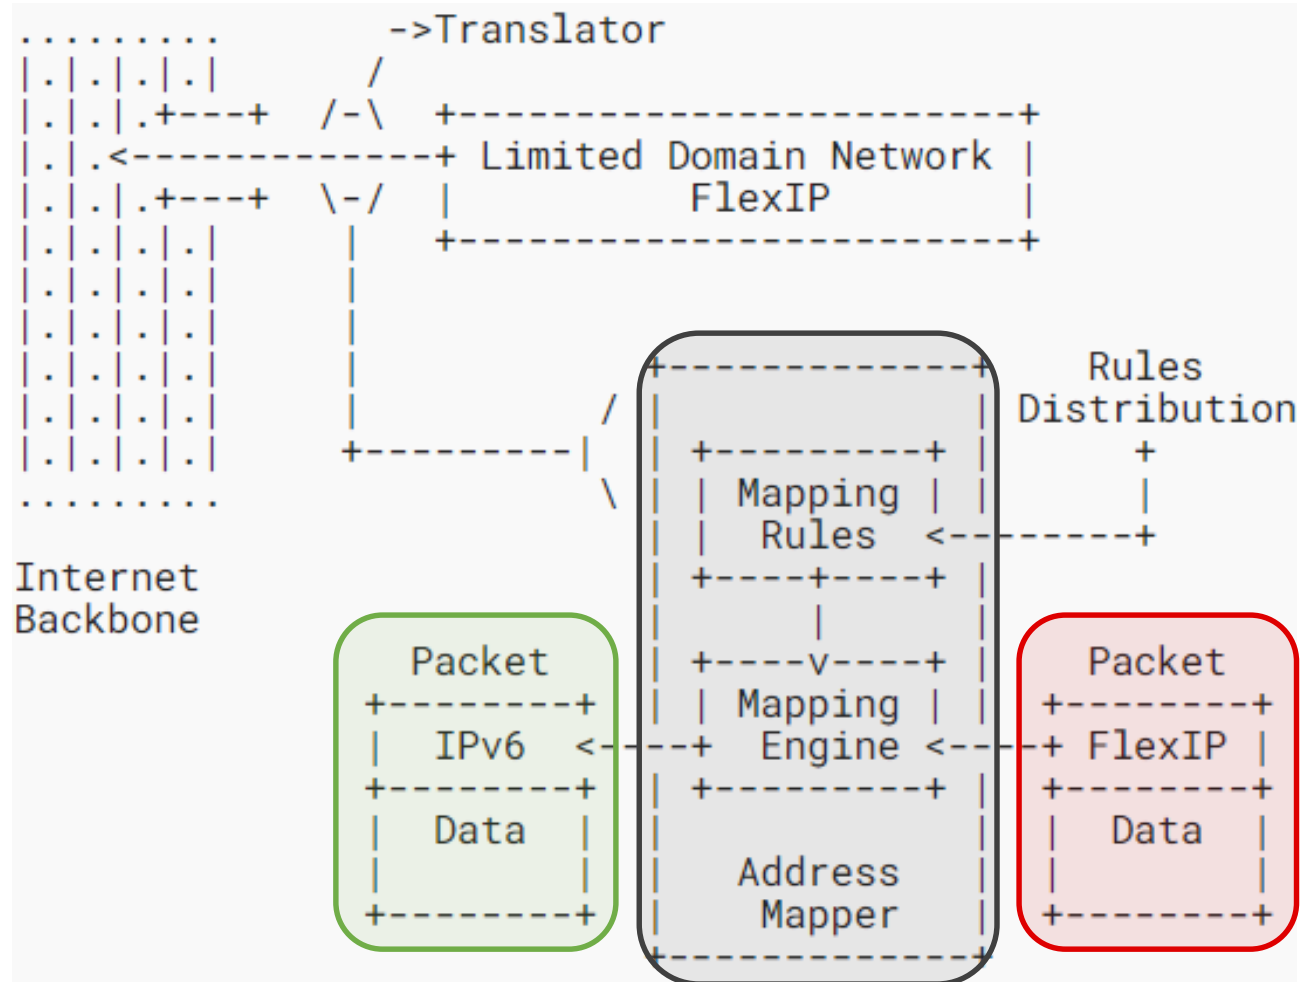 .........       ->Translator
|.|.|.|.|      /
|.|.|.+---+  /-\  +-------------------------+
|.|.<-------------+ Limited Domain Network |
|.|.|.+---+  \-/  |          FlexIP        |
|.|.|.|.|     |   +-------------------------+
|.|.|.|.|     |
|.|.|.|.|     |
|.|.|.|.|     |            +-------------+    Rules
|.|.|.|.|     |          / |             | Distribution
|.|.|.|.|     +---------|  | +---------+ |      +
.........                \ | | Mapping | |      |
                           | |  Rules  <--------+
Internet                   | +----+----+ |
Backbone                   |      |      |
                 Packet    | +----v----+ |    Packet
               +--------+  | | Mapping | |  +--------+
               |  IPv6  <----+  Engine <----+ FlexIP |
               +--------+  | +---------+ |  +--------+
               |  Data  |  |             |  |  Data  |
               |        |  |   Address   |  |        |
               +--------+  |    Mapper   |  +--------+
                           +-------------+